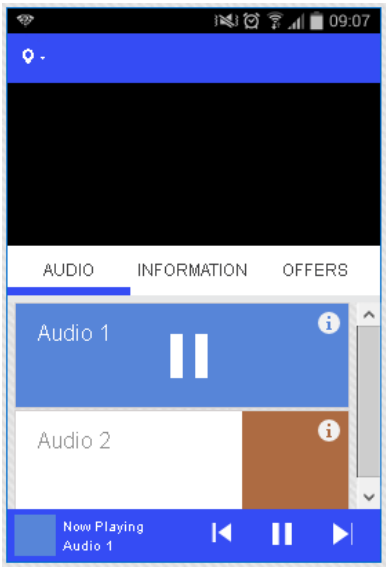 09:07
AUDIO INFORMATION OFFERS
Audio 1
Audio 2
Now Playing
Audio 1